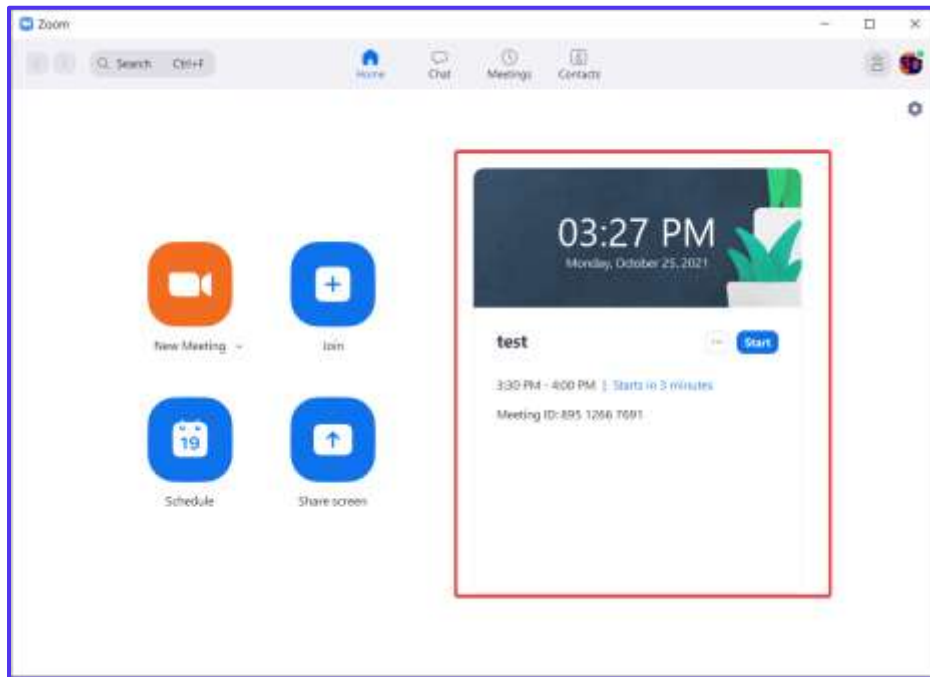 Zoom
Search Ctrl+F
Home Chat Meetings Contacts
03:27 PM
Monday, October 25, 2021
New Meeting
Join
test
Start
3:30 PM - 4:00 PM | Starts in 3 minutes
Meeting ID: 895 1266 7691
19
Schedule
Share screen